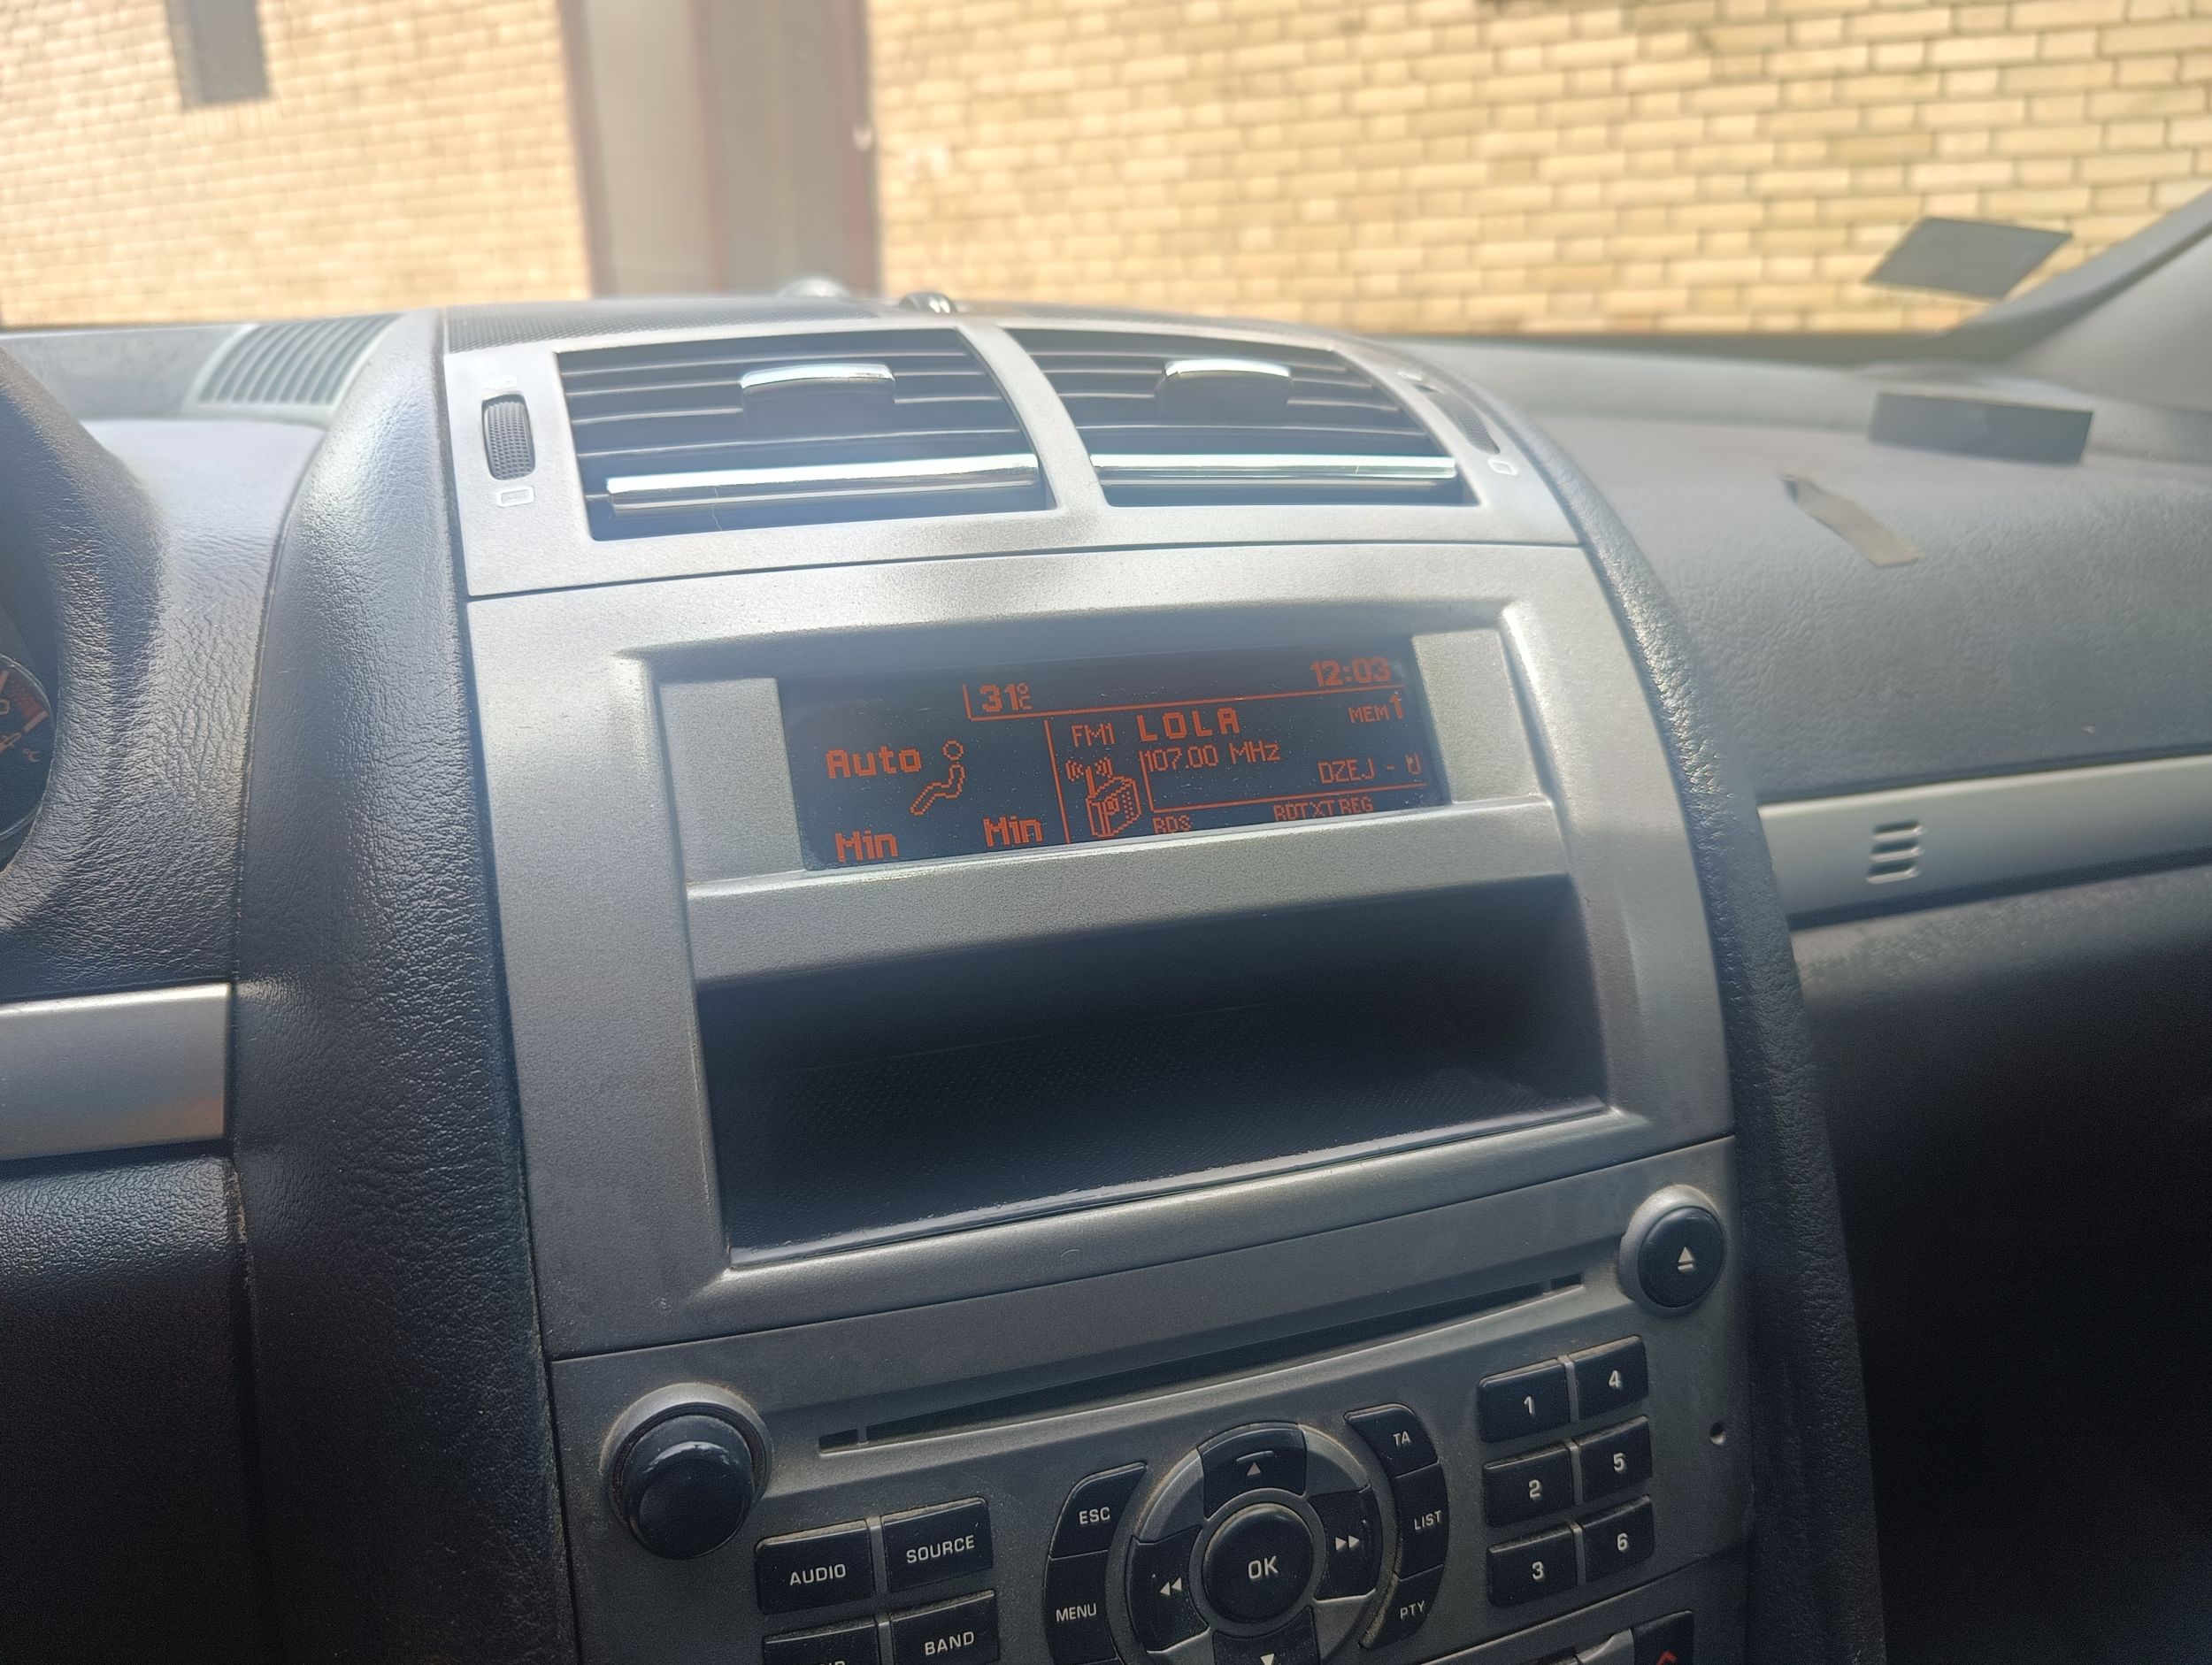 31°C
12:03
Auto
FM1 LOLA
MEM 1
107.00 MHz
DZEJ -
Min Min
RDS
RDTXT REG
AUDIO
SOURCE
BAND
ESC
MENU
OK
TA
LIST
PTY
1 4
2 5
3 6